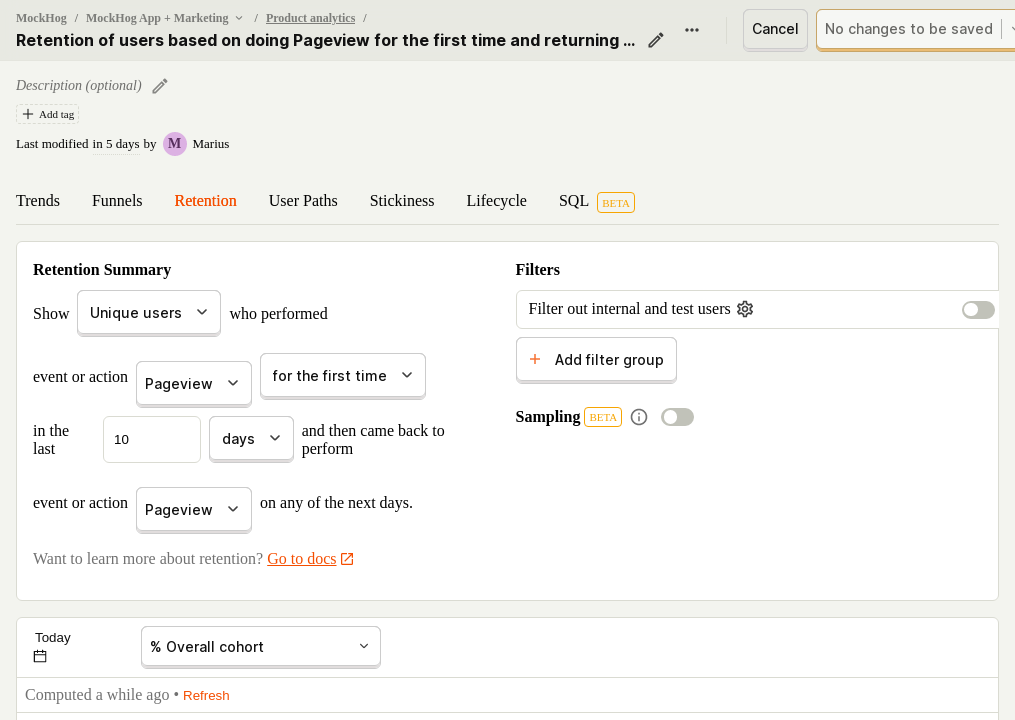 MockHog / MockHog App + Marketing / Product analytics /
Retention of users based on doing Pageview for the first time and returning ...
Cancel
No changes to be saved
Description (optional)
Add tag
Last modified in 5 days by M Marius
Trends Funnels Retention User Paths Stickiness Lifecycle SQL BETA
Retention Summary
Show Unique users who performed
event or action Pageview for the first time
in the last 10 days and then came back to perform
event or action Pageview on any of the next days.
Want to learn more about retention? Go to docs
Filters
Filter out internal and test users
Add filter group
Sampling BETA
Today
% Overall cohort
Computed a while ago • Refresh